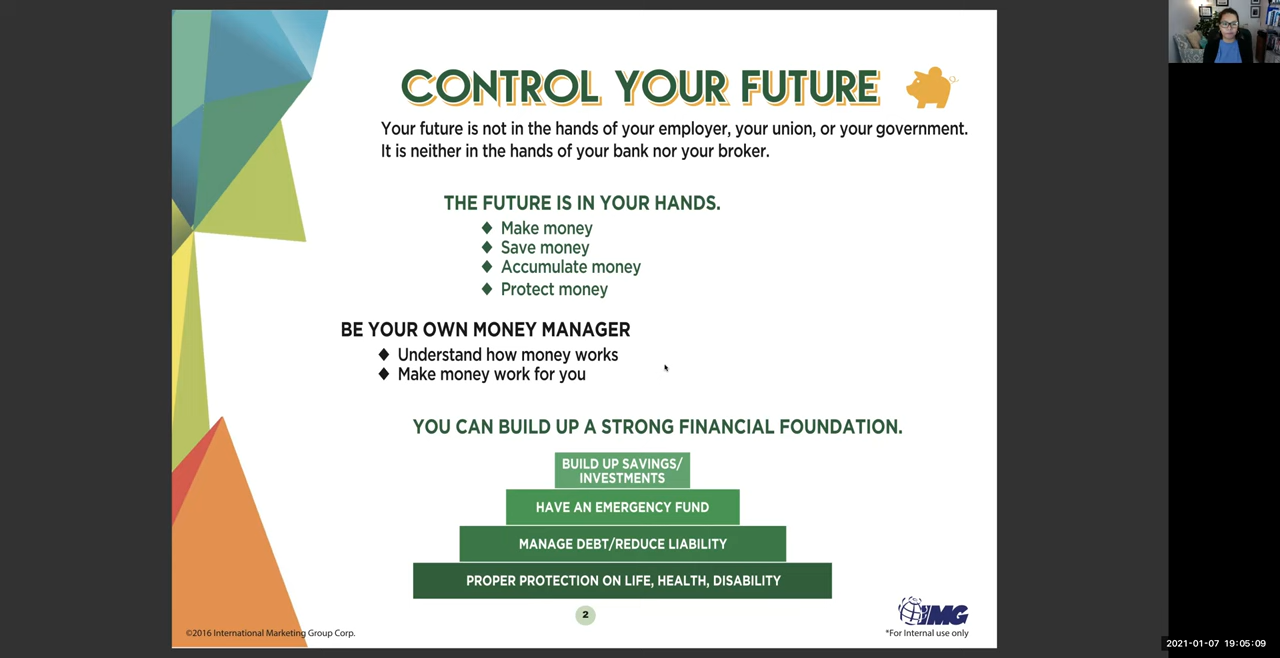 CONTROL YOUR FUTURE
Your future is not in the hands of your employer, your union, or your government.
It is neither in the hands of your bank nor your broker.
THE FUTURE IS IN YOUR HANDS.
♦ Make money
♦ Save money
♦ Accumulate money
♦ Protect money
BE YOUR OWN MONEY MANAGER
♦ Understand how money works
♦ Make money work for you
YOU CAN BUILD UP A STRONG FINANCIAL FOUNDATION.
BUILD UP SAVINGS/
INVESTMENTS
HAVE AN EMERGENCY FUND
MANAGE DEBT/REDUCE LIABILITY
PROPER PROTECTION ON LIFE, HEALTH, DISABILITY
2
IMG
©2016 International Marketing Group Corp.
*For Internal use only
2021-01-07 19:05:09